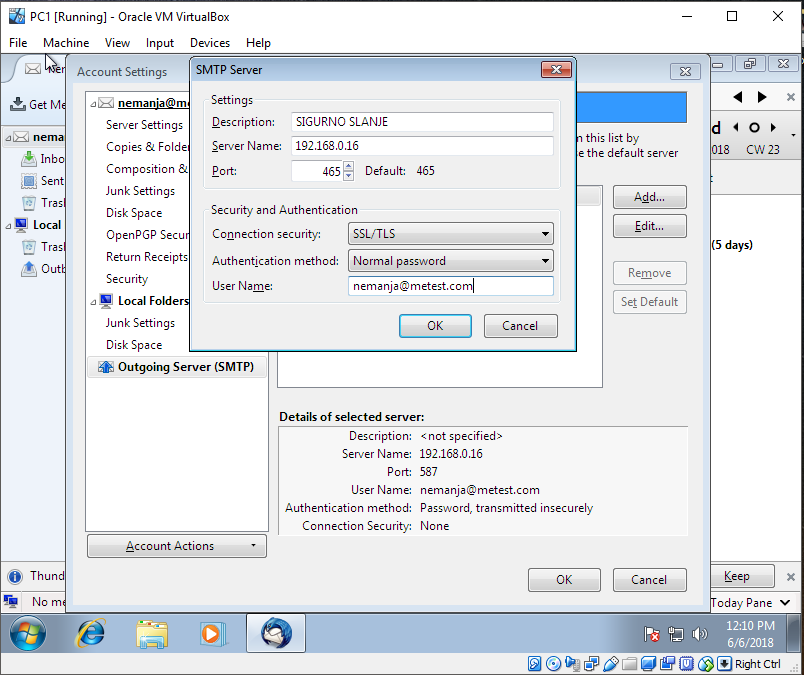 PC1 [Running] - Oracle VM VirtualBox
File Machine View Input Devices Help
Account Settings
SMTP Server
Get Me
nemanja@me
Server Settings
Copies & Folder
Composition &
Junk Settings
Disk Space
OpenPGP Secur
Return Receipts
Security
Local Folders
Junk Settings
Disk Space
Outgoing Server (SMTP)
Account Actions
nemar
Inbo
Sent
Trash
Local
Trash
Outb
Settings
Description: SIGURNO SLANJE
Server Name: 192.168.0.16
Port: 465 Default: 465
Security and Authentication
Connection security: SSL/TLS
Authentication method: Normal password
User Name: nemanja@metest.com
OK Cancel
m this list by
se the default server
Add...
Edit...
Remove
Set Default
Details of selected server:
Description: <not specified>
Server Name: 192.168.0.16
Port: 587
User Name: nemanja@metest.com
Authentication method: Password, transmitted insecurely
Connection Security: None
OK Cancel
d
018 CW 23
(5 days)
Thund
Keep
No me
Today Pane
12:10 PM
6/6/2018
Right Ctrl